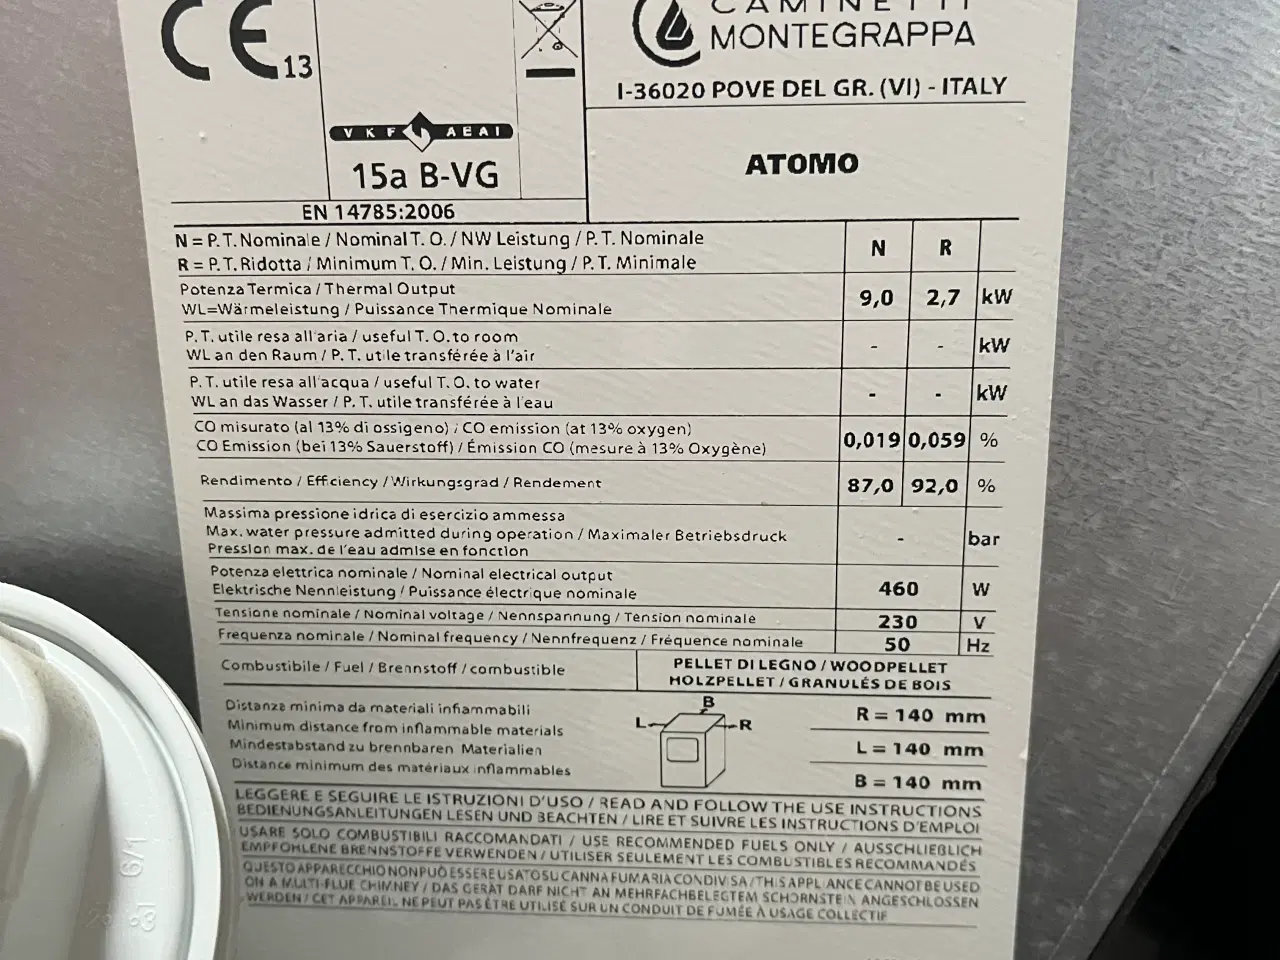 CE 13
CAMINETTI
MONTEGRAPPA
I-36020 POVE DEL GR. (VI) - ITALY
VKF AEAI
15a B-VG
EN 14785:2006
ATOMO
N = P.T. Nominale / Nominal T. O. / NW Leistung / P. T. Nominale
R = P.T. Ridotta / Minimum T. O. / Min. Leistung / P.T. Minimale
N R
Potenza Termica / Thermal Output
WL=Wärmeleistung / Puissance Thermique Nominale
9,0 2,7 kW
P.T. utile resa all'aria / useful T. O. to room
WL an den Raum / P. T. utile transférée à l'air
- - kW
P.T. utile resa all'acqua / useful T. O. to water
WL an das Wasser / P. T. utile transférée à l'eau
- - kW
CO misurato (al 13% di ossigeno) / CO emission (at 13% oxygen)
CO Emission (bei 13% Sauerstoff) / Émission CO (mesure à 13% Oxygène)
0,019 0,059 %
Rendimento / Efficiency / Wirkungsgrad / Rendement
87,0 92,0 %
Massima pressione idrica di esercizio ammessa
Max. water pressure admitted during operation / Maximaler Betriebsdruck
Pression max. de l'eau admise en fonction
- bar
Potenza elettrica nominale / Nominal electrical output
Elektrische Nennleistung / Puissance électrique nominale
460 W
Tensione nominale / Nominal voltage / Nennspannung / Tension nominale
230 V
Frequenza nominale / Nominal frequency / Nennfrequenz / Fréquence nominale
50 Hz
Combustibile / Fuel / Brennstoff / combustible
PELLET DI LEGNO / WOODPELLET
HOLZPELLET / GRANULÉS DE BOIS
Distanza minima da materiali infiammabili
Minimum distance from inflammable materials
Mindestabstand zu brennbaren Materialien
Distance minimum des matériaux inflammables
B
L R
R = 140 mm
L = 140 mm
B = 140 mm
LEGGERE E SEGUIRE LE ISTRUZIONI D'USO / READ AND FOLLOW THE USE INSTRUCTIONS
BEDIENUNGSANLEITUNGEN LESEN UND BEACHTEN / LIRE ET SUIVRE LES INSTRUCTIONS D'EMPLOI
USARE SOLO COMBUSTIBILI RACCOMANDATI / USE RECOMMENDED FUELS ONLY / AUSSCHLIEßLICH
EMPFOHLENE BRENNSTOFFE VERWENDEN / UTILISER SEULEMENT LES COMBUSTIBLES RECOMMANDÉS
QUESTO APPARECCHIO NON PUÒ ESSERE USATO SU CANNA FUMARIA CONDIVISA / THIS APPLIANCE CANNOT BE USED
ON A MULTI-FLUE CHIMNEY / DAS GERÄT DARF NICHT AN MEHRFACHBELEGTEM SCHORNSTEIN ANGESCHLOSSEN
WERDEN / CET APPAREIL NE PEUT PAS ÊTRE UTILISÉ SUR UN CONDUIT DE FUMÉE À USAGE COLLECTIF
6/1